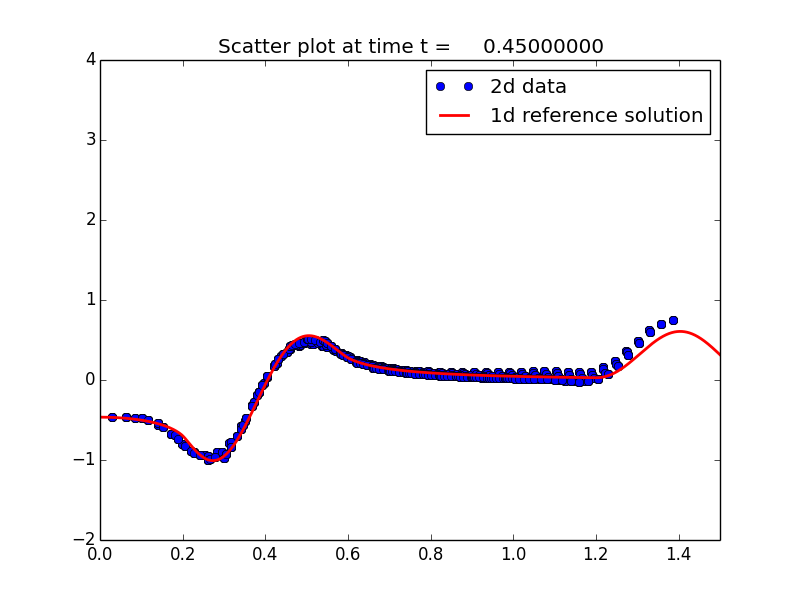 Scatter plot at time t = 0.45000000
4
2d data
1d reference solution
3
2
1
0
−1
−2
0.0 0.2 0.4 0.6 0.8 1.0 1.2 1.4